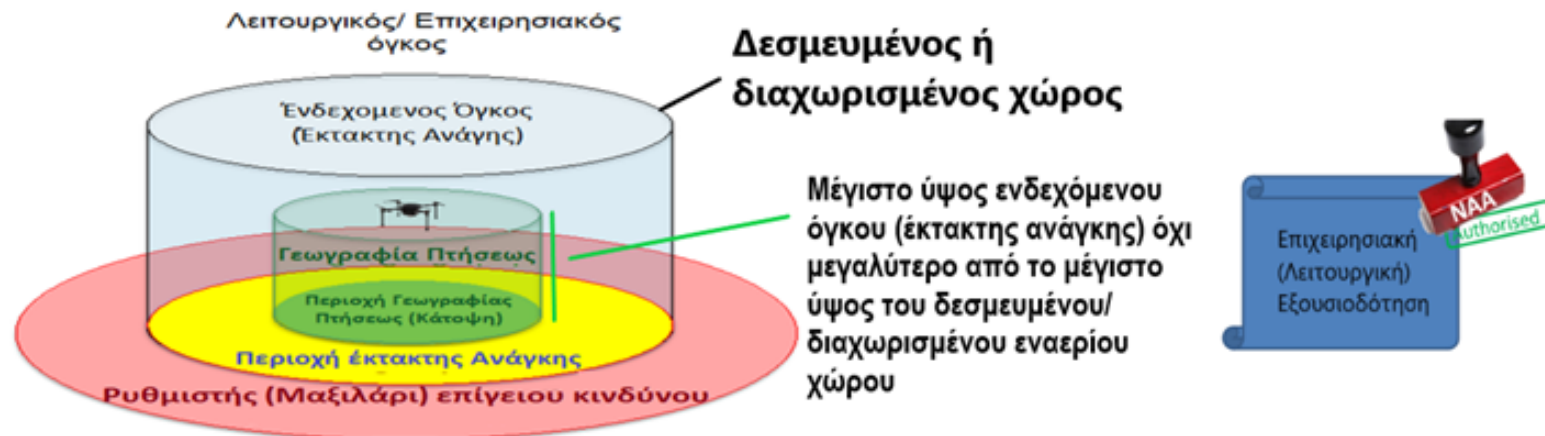 Λειτουργικός/ Επιχειρησιακός
όγκος
Ένδεχομενος Όγκος
(Έκτακτης Ανάγης)
Γεωγραφία Πτήσεως
Περιοχή Γεωγραφίας
Πτήσεως (Κάτοψη)
Περιοχή έκτακτης Ανάγκης
Ρυθμιστής (Μαξιλάρι) επίγειου κινδύνου
Δεσμευμένος ή
διαχωρισμένος χώρος
Μέγιστο ύψος ενδεχόμενου
όγκου (έκτακτης ανάγκης) όχι
μεγαλύτερο από το μέγιστο
ύψος του δεσμευμένου/
διαχωρισμένου εναερίου
χώρου
NAA
Authorised
Επιχειρησιακή
(Λειτουργική)
Εξουσιοδότηση